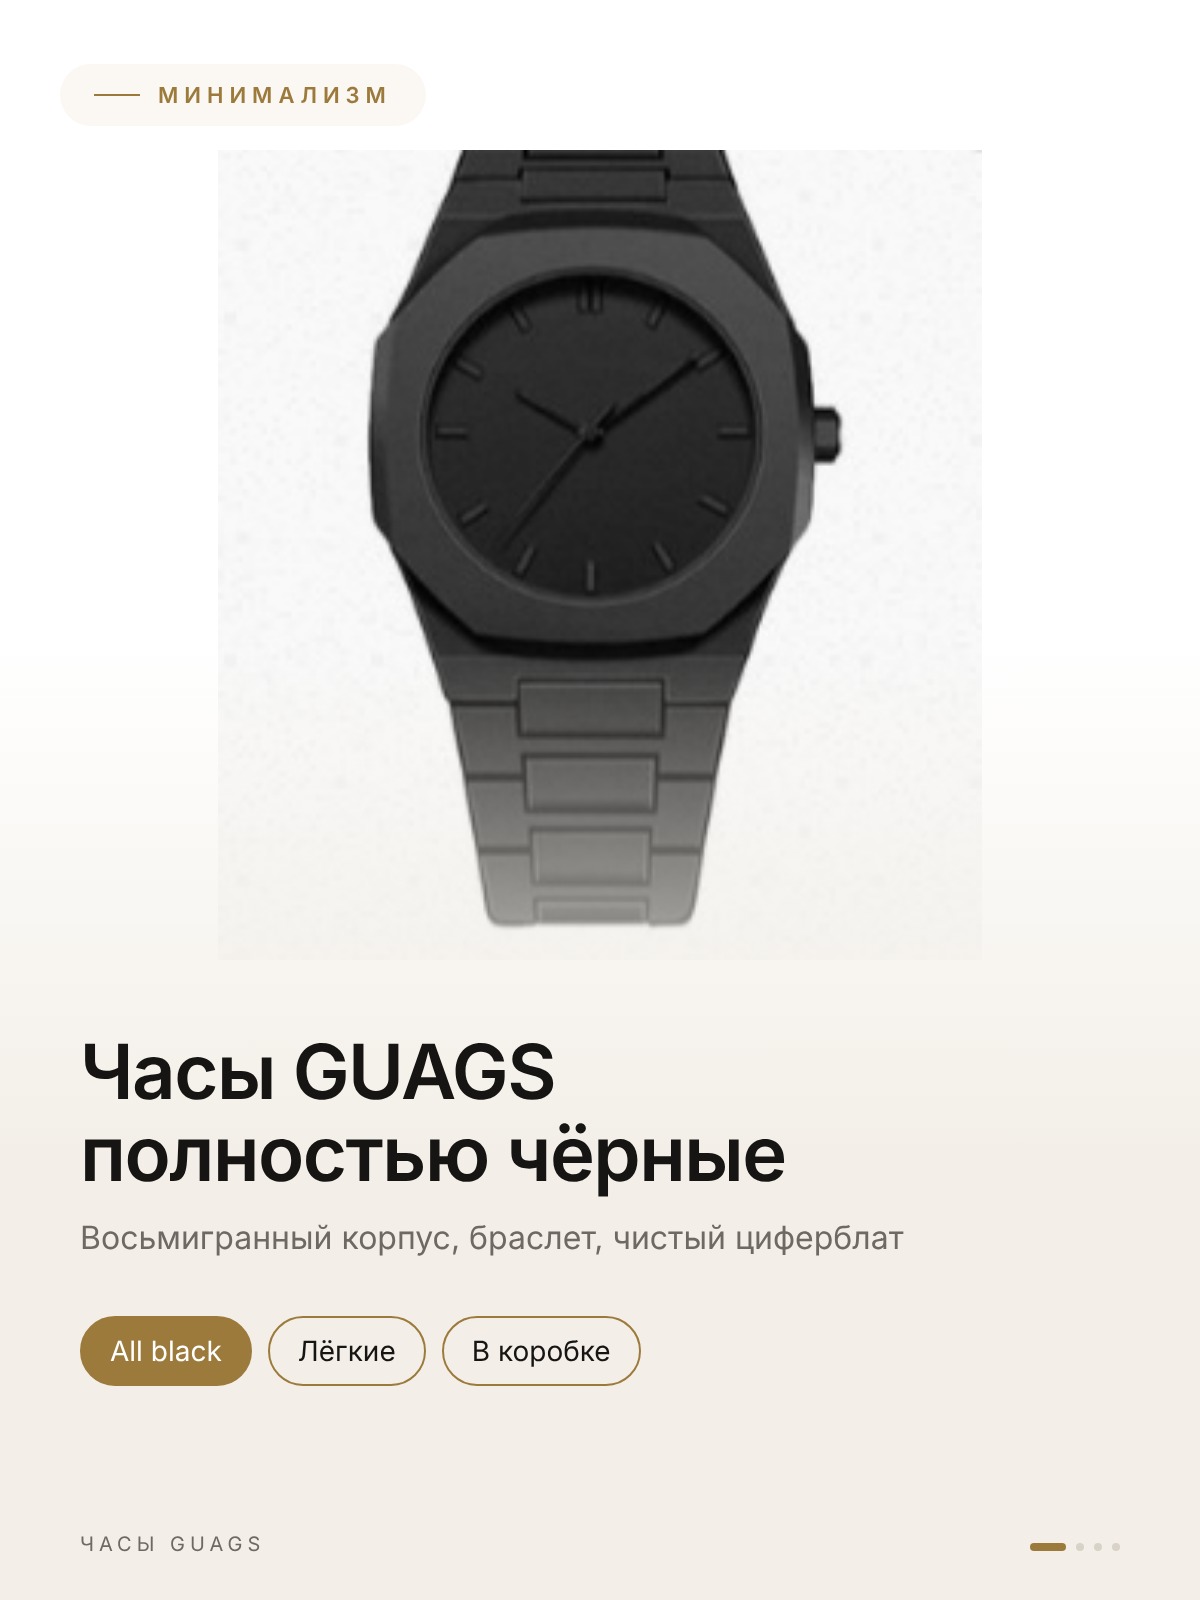 МИНИМАЛИЗМ
Часы GUAGS
полностью чёрные
Восьмигранный корпус, браслет, чистый циферблат
All black
Лёгкие
В коробке
ЧАСЫ GUAGS